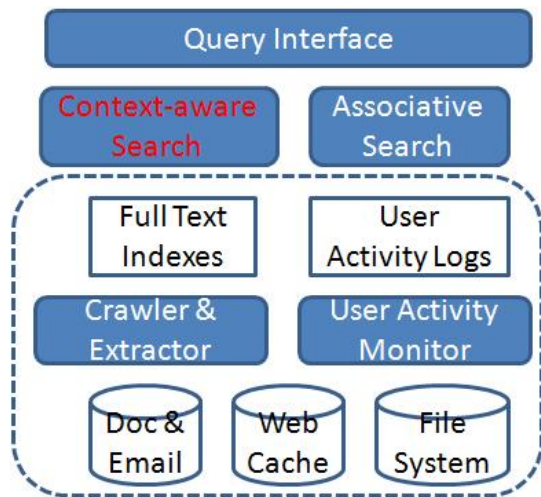 Query Interface
Context-aware
Search
Associative
Search
Full Text
Indexes
User
Activity Logs
Crawler &
Extractor
User Activity
Monitor
Doc &
Email
Web
Cache
File
System